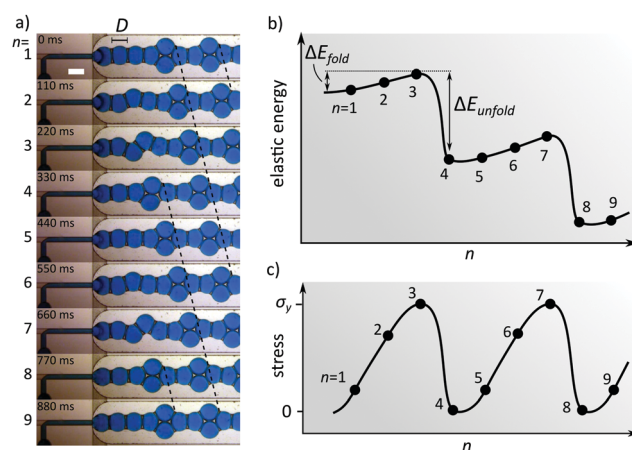 a)
D
n=
0 ms
1
110 ms
2
220 ms
3
330 ms
4
440 ms
5
550 ms
6
660 ms
7
770 ms
8
880 ms
9
b)
elastic energy
ΔE_fold
n=1
2
3
ΔE_unfold
4
5
6
7
8
9
n
c)
stress
σ_y
0
n=1
2
3
4
5
6
7
8
9
n